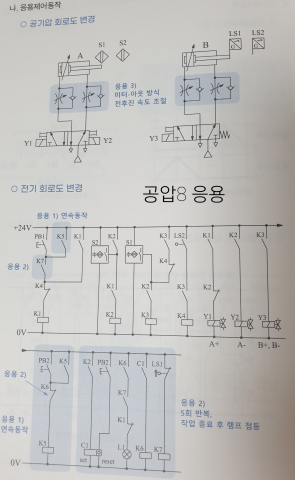 나. 응용제어동작
○ 공기압 회로도 변경
A
S1
S2
B
LS1
LS2
응용 3)
미터-아웃 방식
전후진 속도 조절
Y1
Y2
Y3
○ 전기 회로도 변경
공압8 응용
응용 1) 연속동작
+24V
PB1
K5
K1
S2
K2
S1
K3
LS2
K1
K2
K3
응용 2)
K7
K4
K4
K1
K2
K3
K2
K1
K2
K3
K4
Y1
Y2
Y3
0V
A+
A-
B+, B-
PB2
K5
K2
PB2
K6
C1
LS1
응용 2)
K6
K7
응용 2)
5회 반복,
작업 종료 후 램프 점등
응용 1)
연속동작
K1
K5
C1
L1
K6
K7
set
reset
0V